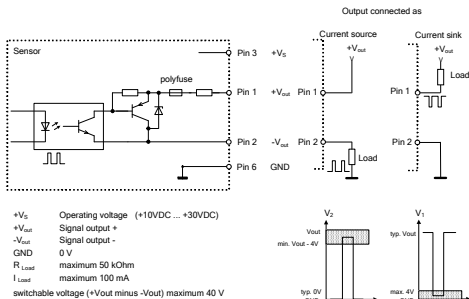 Output connected as
Current source
Current sink
Sensor
Pin 3 +VS
+Vout
+Vout
polyfuse
Load
Pin 1 +Vout
Pin 1
Pin 1
Pin 2 -Vout
Pin 2
Pin 2
Load
Pin 6 GND
+VS Operating voltage (+10VDC ... +30VDC)
+Vout Signal output +
-Vout Signal output -
GND 0 V
R Load maximum 50 kOhm
I Load maximum 100 mA
switchable voltage (+Vout minus -Vout) maximum 40 V
V2
Vout
min. Vout - 4V
typ. 0V
V1
typ. Vout
max. 4V